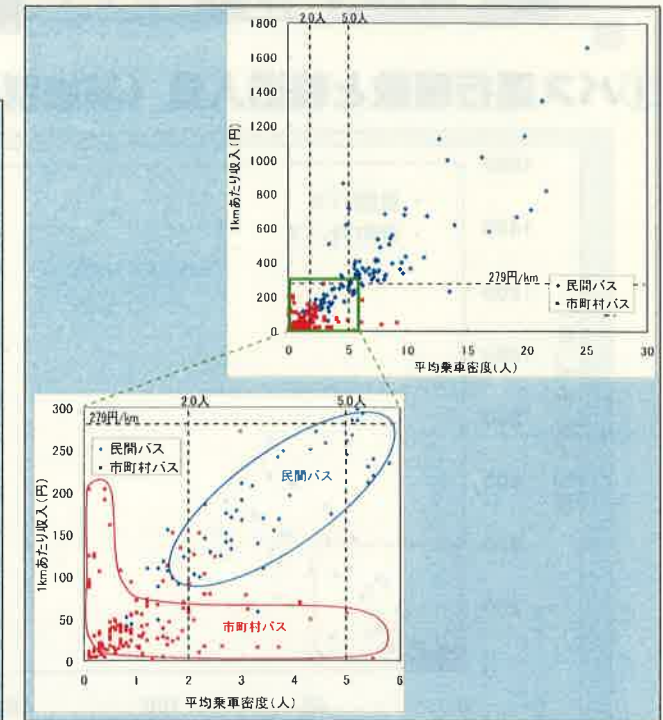 2.0人 5.0人
1800
1600
1400
1200
1000
800
600
400
200
0
1kmあたり収入(円)
279円/km
民間バス
市町村バス
0 5 10 15 20 25 30
平均乗車密度(人)
2.0人 5.0人
300
250
200
150
100
50
0
1kmあたり収入(円)
279円/km
民間バス
市町村バス
民間バス
市町村バス
0 1 2 3 4 5 6
平均乗車密度(人)